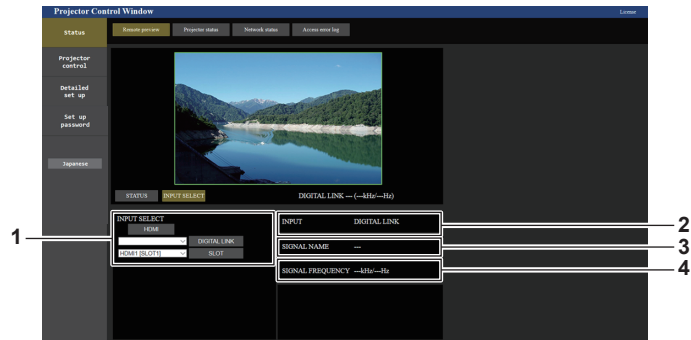 Projector Control Window
License
Status
Remote preview
Projector status
Network status
Access error log
Projector
control
Detailed
set up
Set up
password
Japanese
STATUS
INPUT SELECT
DIGITAL LINK --- (---kHz/---Hz)
1
INPUT SELECT
HDMI
DIGITAL LINK
HDMI1 [SLOT1]
SLOT
INPUT DIGITAL LINK
2
SIGNAL NAME ---
3
SIGNAL FREQUENCY ---kHz/---Hz
4